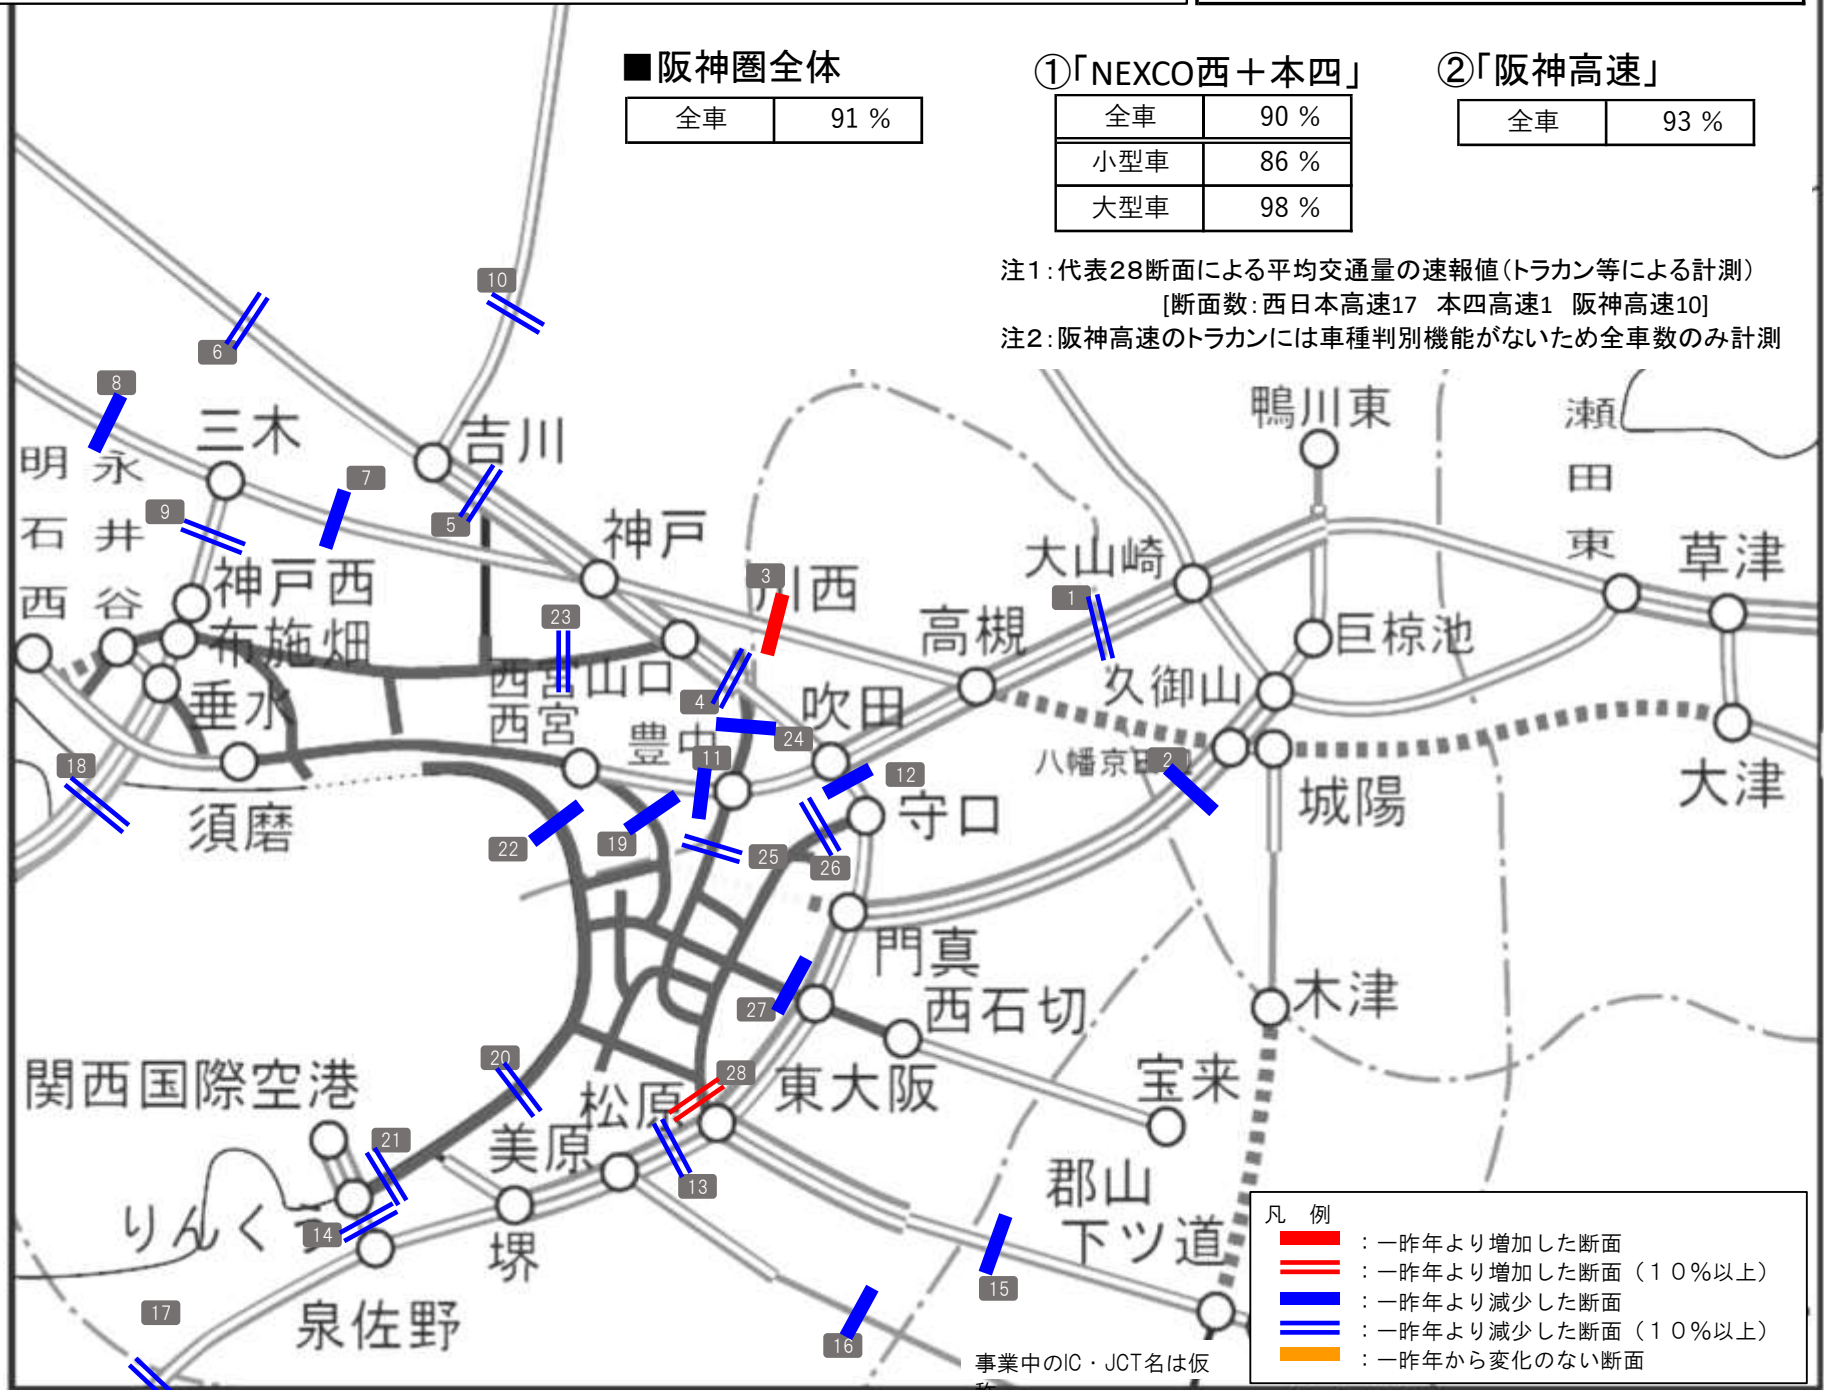 ■阪神圏全体
全車 91 %
①「NEXCO西＋本四」
全車 90 %
小型車 86 %
大型車 98 %
②「阪神高速」
全車 93 %
注1：代表28断面による平均交通量の速報値（トラカン等による計測）
[断面数：西日本高速17 本四高速1 阪神高速10]
注2：阪神高速のトラカンには車種判別機能がないため全車数のみ計測
10
6
8
三木
吉川
鴨川東
瀬田東
明石西
永井谷
7
9
5
神戸
神戸西
布施畑
3
川西
大山崎
1
草津
高槻
巨椋池
23
西宮山口
西宮
4
吹田
久御山
垂水
豊中
24
11
12
八幡京田辺
2
城陽
大津
18
須磨
22
19
25
26
守口
門真
27
西石切
木津
関西国際空港
20
松原
28
東大阪
宝来
21
美原
13
郡山下ツ道
りんくう
14
堺
17
泉佐野
15
16
事業中のIC・JCT名は仮
凡 例
：一昨年より増加した断面
：一昨年より増加した断面（１０％以上）
：一昨年より減少した断面
：一昨年より減少した断面（１０％以上）
：一昨年から変化のない断面